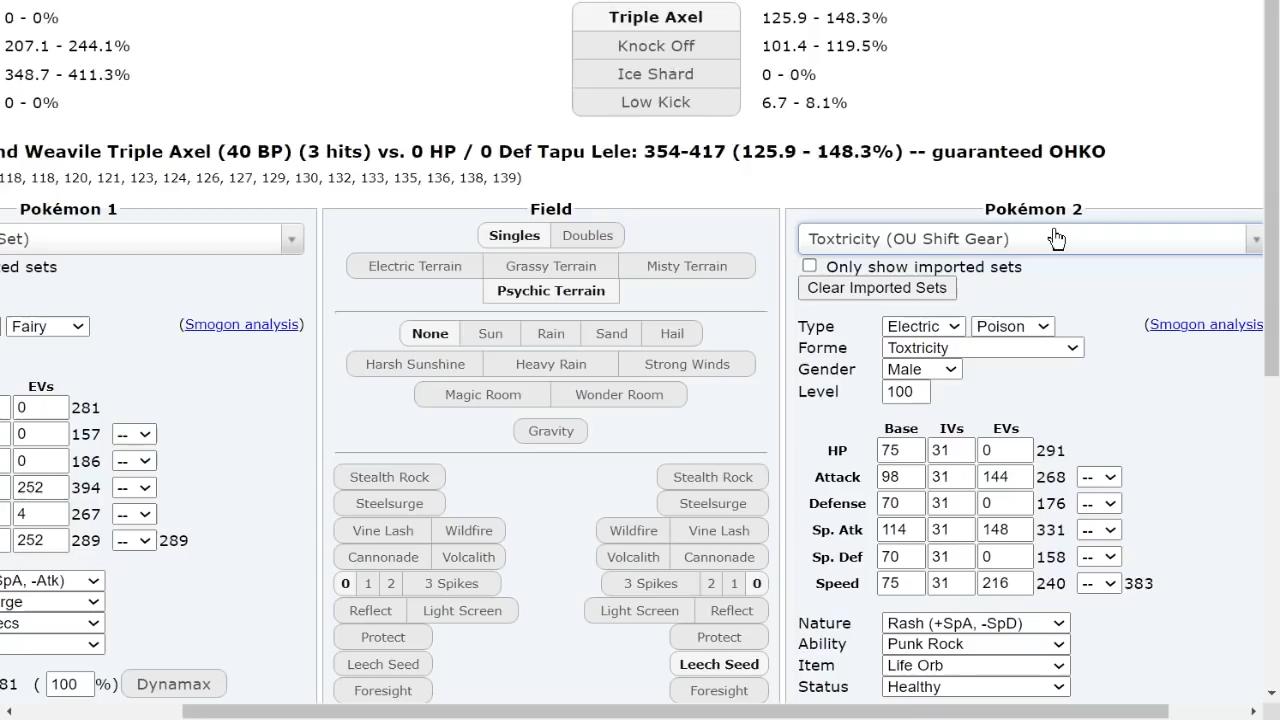 0 - 0% Triple Axel 125.9 - 148.3%
207.1 - 244.1% Knock Off 101.4 - 119.5%
348.7 - 411.3% Ice Shard 0 - 0%
0 - 0% Low Kick 6.7 - 8.1%
nd Weavile Triple Axel (40 BP) (3 hits) vs. 0 HP / 0 Def Tapu Lele: 354-417 (125.9 - 148.3%) -- guaranteed OHKO
118, 118, 120, 121, 123, 124, 126, 127, 129, 130, 132, 133, 135, 136, 138, 139)
Pokémon 1
Set)
ted sets
Fairy (Smogon analysis)
EVs
0 281
0 157 --
0 186 --
252 394 --
4 267 --
252 289 -- 289
SpA, -Atk)
rge
ecs
81 ( 100 %) Dynamax
Field
Singles Doubles
Electric Terrain Grassy Terrain Misty Terrain
Psychic Terrain
None Sun Rain Sand Hail
Harsh Sunshine Heavy Rain Strong Winds
Magic Room Wonder Room
Gravity
Stealth Rock Stealth Rock
Steelsurge Steelsurge
Vine Lash Wildfire Wildfire Vine Lash
Cannonade Volcalith Volcalith Cannonade
0 1 2 3 Spikes 3 Spikes 2 1 0
Reflect Light Screen Light Screen Reflect
Protect Protect
Leech Seed Leech Seed
Foresight Foresight
Pokémon 2
Toxtricity (OU Shift Gear)
Only show imported sets
Clear Imported Sets
Type Electric Poison (Smogon analysis
Forme Toxtricity
Gender Male
Level 100
Base IVs EVs
HP 75 31 0 291
Attack 98 31 144 268 --
Defense 70 31 0 176 --
Sp. Atk 114 31 148 331 --
Sp. Def 70 31 0 158 --
Speed 75 31 216 240 -- 383
Nature Rash (+SpA, -SpD)
Ability Punk Rock
Item Life Orb
Status Healthy